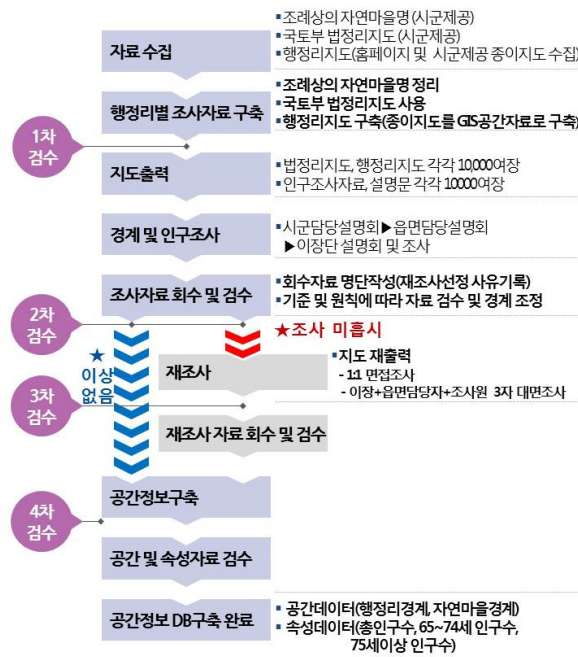 자료 수집
▪조례상의 자연마을명 (시군제공)
▪국토부 법정리지도 (시군제공)
▪행정리지도(홈페이지 및 시군제공 종이지도 수집)
행정리별 조사자료 구축
▪조례상의 자연마을명 정리
▪국토부 법정리지도 사용
▪행정리지도 구축(종이지도를 GIS공간자료로 구축)
1차
검수
지도출력
▪법정리지도, 행정리지도 각각 10,000여장
▪인구조사자료, 설명문 각각 10000여장
경계 및 인구조사
▪시군담당설명회▶읍면담당설명회
▶이장단 설명회 및 조사
조사자료 회수 및 검수
▪회수자료 명단작성(재조사선정 사유기록)
▪기준 및 원칙에 따라 자료 검수 및 경계 조정
2차
검수
★조사 미흡시
★
이상
없음
재조사
▪지도 재출력
- 1:1 면접조사
- 이장+읍면담당자+조사원 3자 대면조사
3차
검수
재조사 자료 회수 및 검수
공간정보구축
4차
검수
공간 및 속성자료 검수
공간정보 DB구축 완료
▪공간데이터(행정리경계, 자연마을경계)
▪속성데이터(총인구수, 65~74세 인구수,
75세이상 인구수)